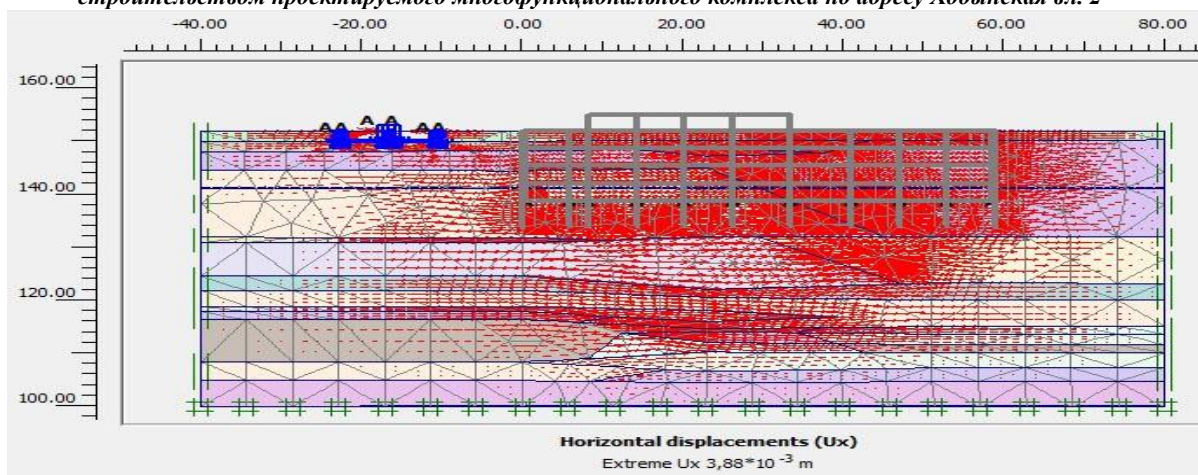 строительством проектируемого многофункционального комплекса по адресу Ходынская вл. 2
-40.00 -20.00 0.00 20.00 40.00 60.00 80.00
160.00
A A
A A A A
140.00
120.00
100.00
Horizontal displacements (Ux)
Extreme Ux 3,88*10 -3 m